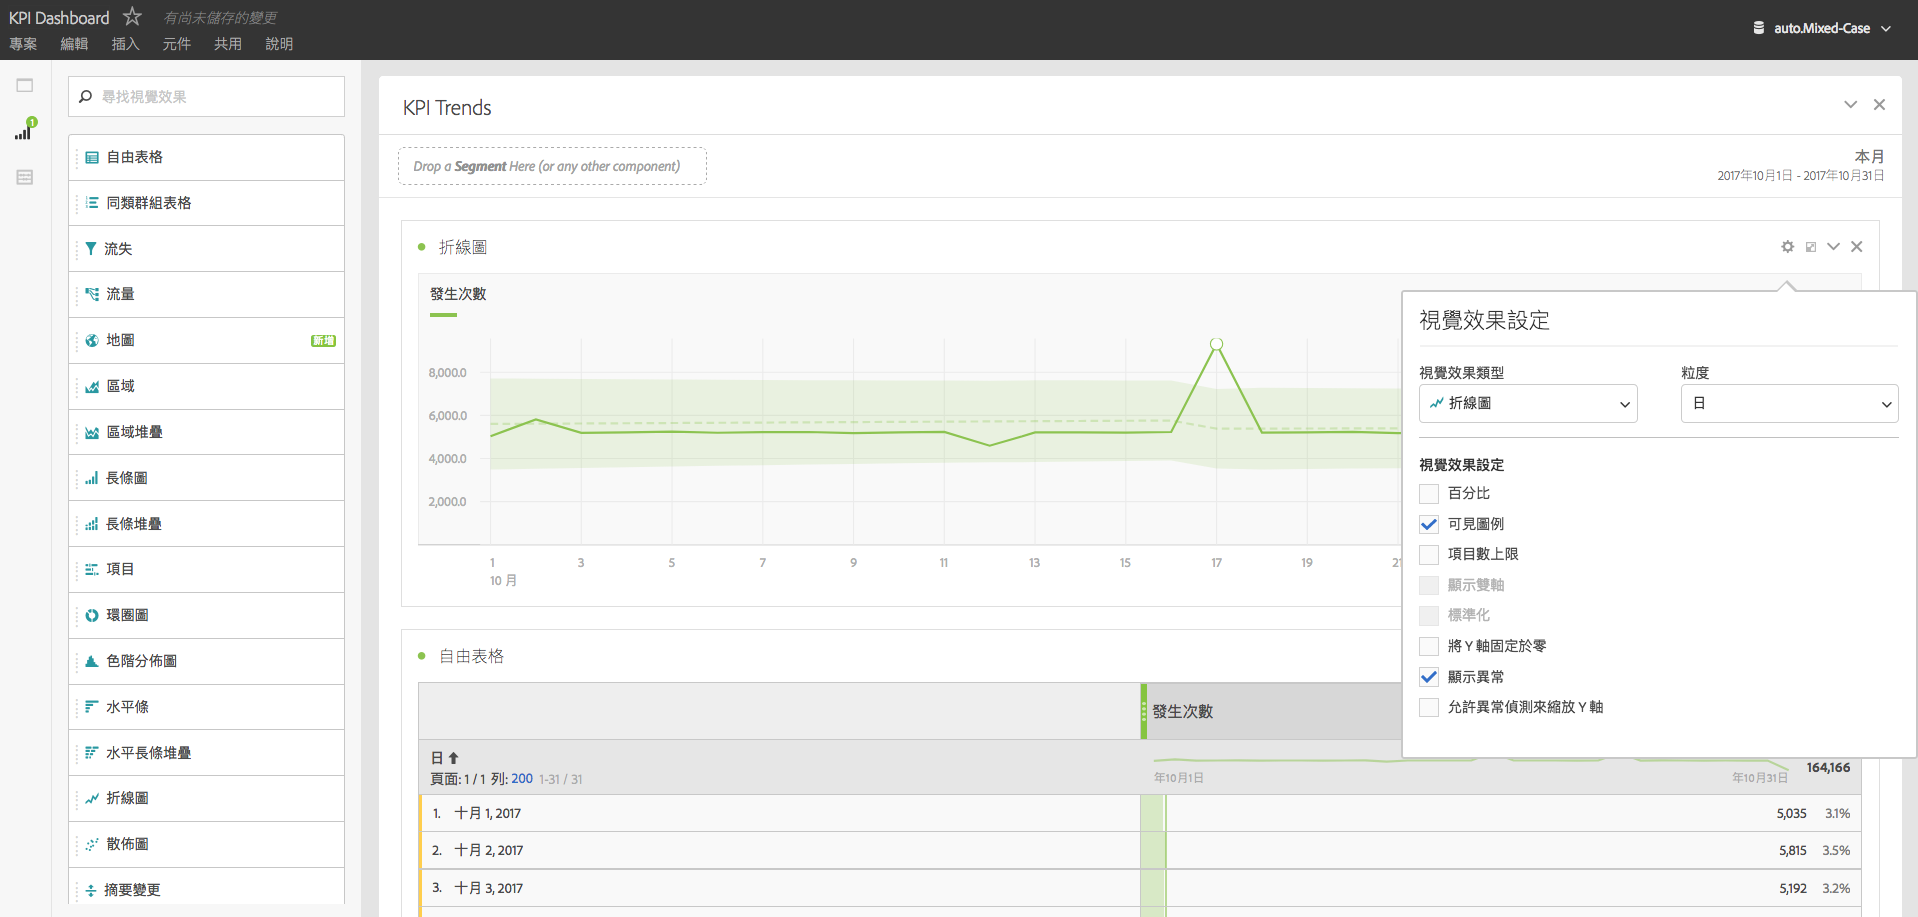 KPI Dashboard 有尚未儲存的變更
專案 編輯 插入 元件 共用 說明
auto.Mixed-Case
1
尋找視覺效果
自由表格
同類群組表格
流失
流量
地圖 新增
區域
區域堆疊
長條圖
長條堆疊
項目
環圈圖
色階分佈圖
水平條
水平長條堆疊
折線圖
散佈圖
摘要變更
KPI Trends
Drop a Segment Here (or any other component)
本月
2017年10月1日 - 2017年10月31日
折線圖
發生次數
8,000.0
6,000.0
4,000.0
2,000.0
1 3 5 7 9 11 13 15 17 19 21
10 月
視覺效果設定
視覺效果類型 粒度
折線圖 日
視覺效果設定
百分比
可見圖例
項目數上限
顯示雙軸
標準化
將 Y 軸固定於零
顯示異常
允許異常偵測來縮放 Y 軸
自由表格
發生次數
日
頁面: 1 / 1 列: 200 1-31 / 31
年10月1日 年10月31日 164,166
1. 十月 1, 2017 5,035 3.1%
2. 十月 2, 2017 5,815 3.5%
3. 十月 3, 2017 5,192 3.2%